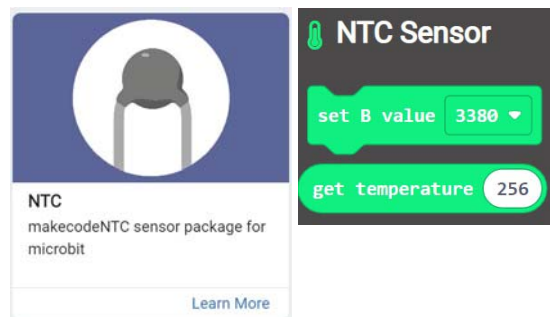 NTC
makecodeNTC sensor package for
microbit
Learn More
NTC Sensor
set B value 3380
get temperature 256